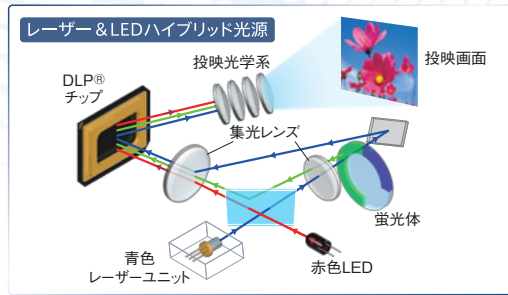 レーザー&LEDハイブリッド光源
投映光学系
投映画面
DLP®
チップ
集光レンズ
蛍光体
青色
レーザーユニット
赤色LED